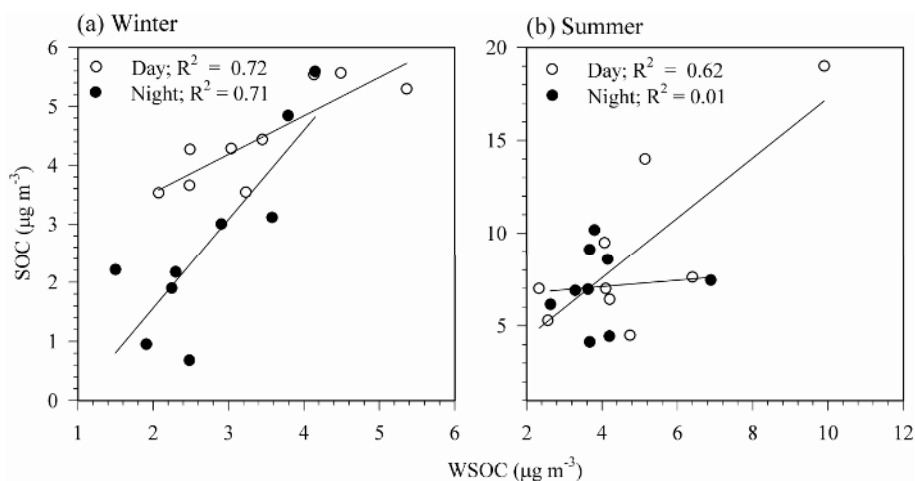 (a) Winter
(b) Summer
Day; R² = 0.72
Night; R² = 0.71
Day; R² = 0.62
Night; R² = 0.01
SOC (µg m⁻³)
6
5
4
3
2
1
0
20
15
10
5
1 2 3 4 5 6
2 4 6 8 10 12
WSOC (µg m⁻³)